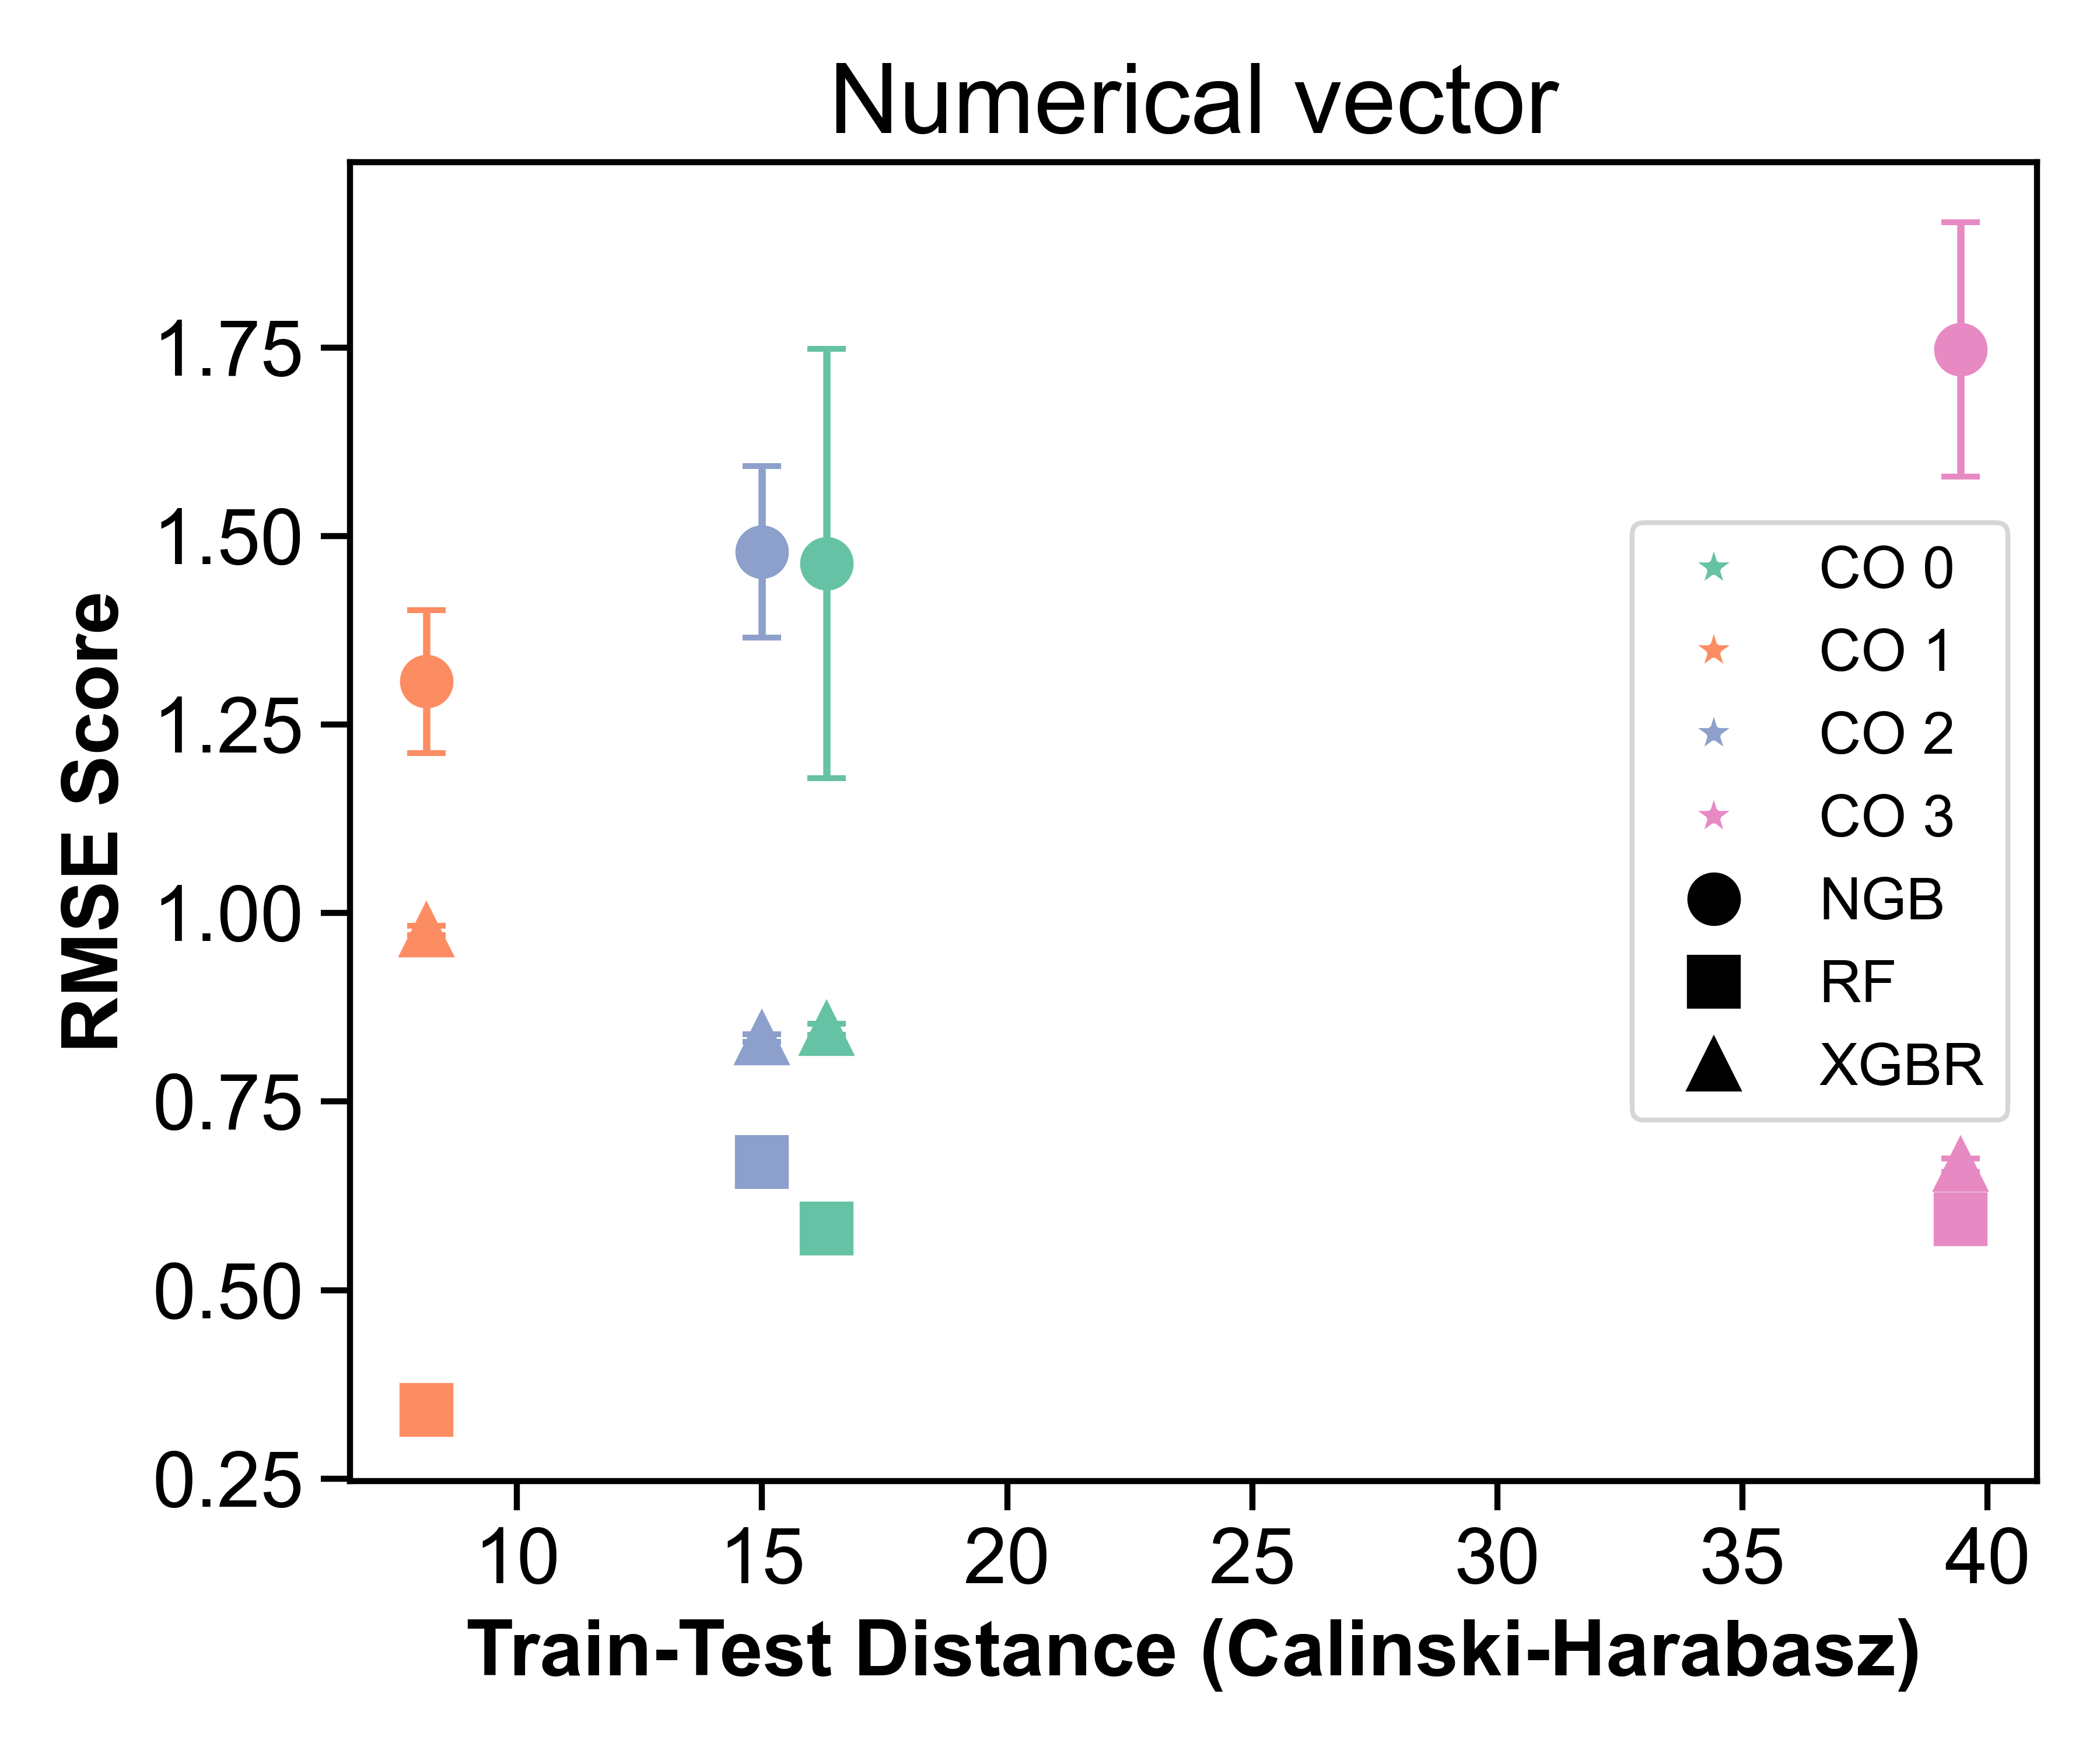 Numerical vector
RMSE Score
1.75
1.50
1.25
1.00
0.75
0.50
0.25
CO 0
CO 1
CO 2
CO 3
NGB
RF
XGBR
10 15 20 25 30 35 40
Train-Test Distance (Calinski-Harabasz)